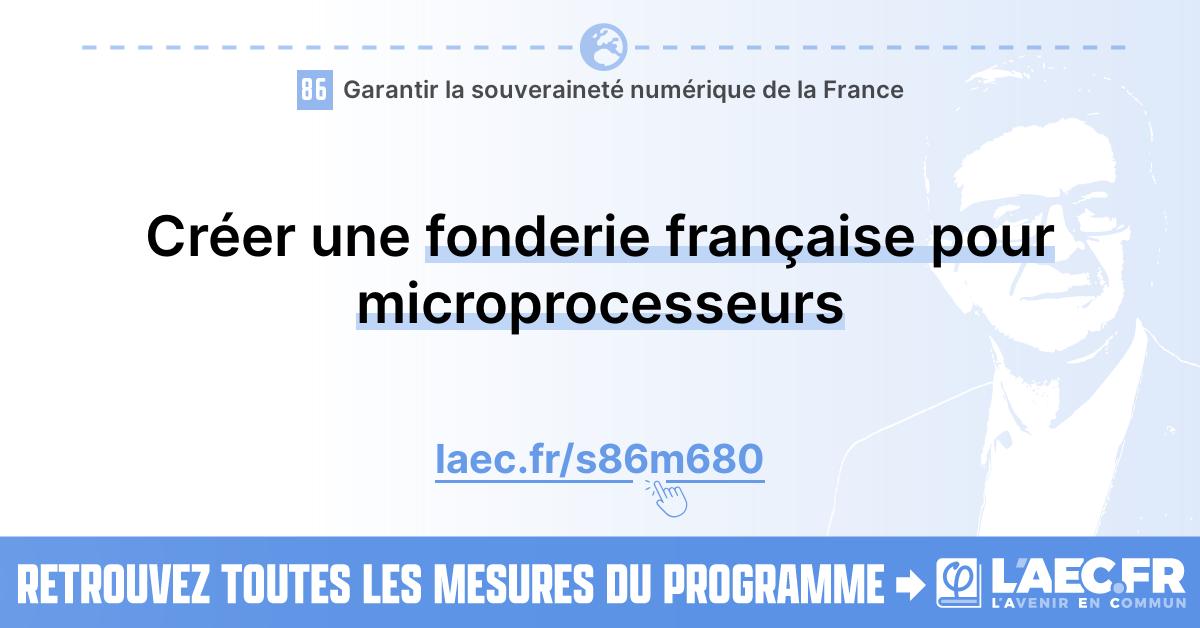 86 Garantir la souveraineté numérique de la France
Créer une fonderie française pour
microprocesseurs
laec.fr/s86m680
RETROUVEZ TOUTES LES MESURES DU PROGRAMME
φ L'AEC.FR
L'AVENIR EN COMMUN